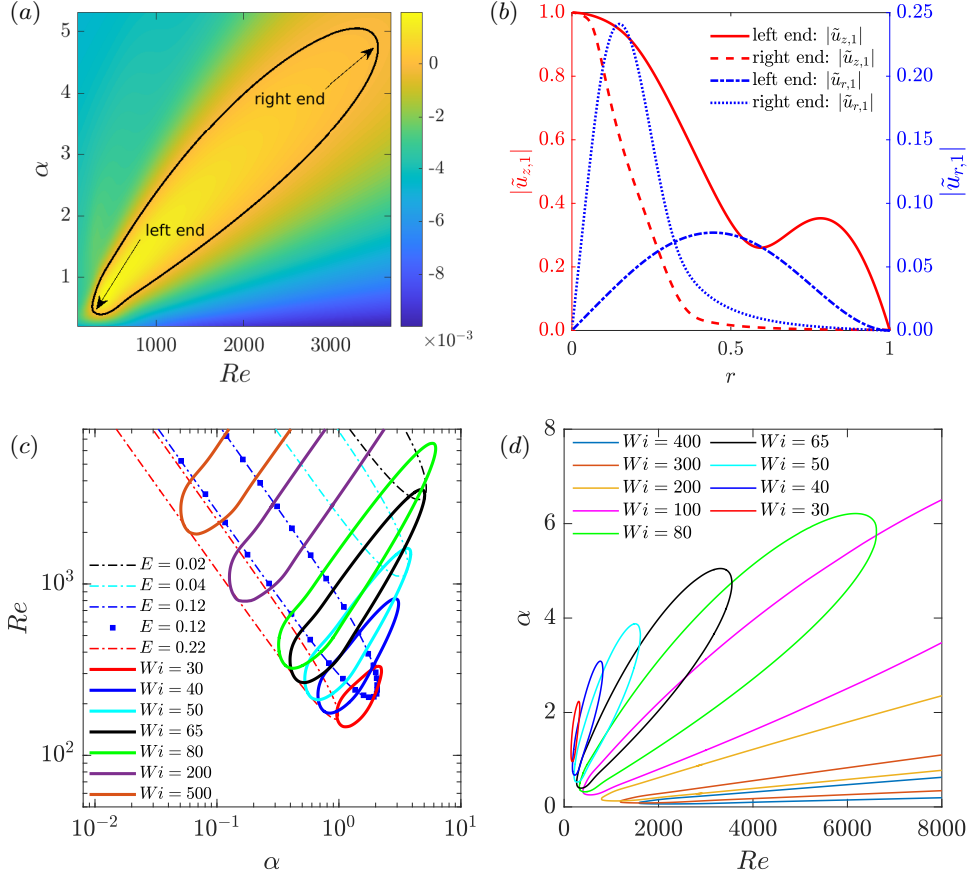 (a)
5
4
3
2
1
α
right end
left end
1000 2000 3000
Re
0
-2
-4
-6
-8
×10⁻³
(b)
1.0
0.8
0.6
0.4
0.2
0.0
|ũz,1|
left end: |ũz,1|
right end: |ũz,1|
left end: |ũr,1|
right end: |ũr,1|
0.25
0.20
0.15
0.10
0.05
0.00
|ũr,1|
0 0.5 1
r
(c)
10³
10²
Re
E = 0.02
E = 0.04
E = 0.12
E = 0.12
E = 0.22
Wi = 30
Wi = 40
Wi = 50
Wi = 65
Wi = 80
Wi = 200
Wi = 500
10⁻² 10⁻¹ 10⁰ 10¹
α
(d)
8
6
4
2
0
α
Wi = 400
Wi = 300
Wi = 200
Wi = 100
Wi = 80
Wi = 65
Wi = 50
Wi = 40
Wi = 30
0 2000 4000 6000 8000
Re